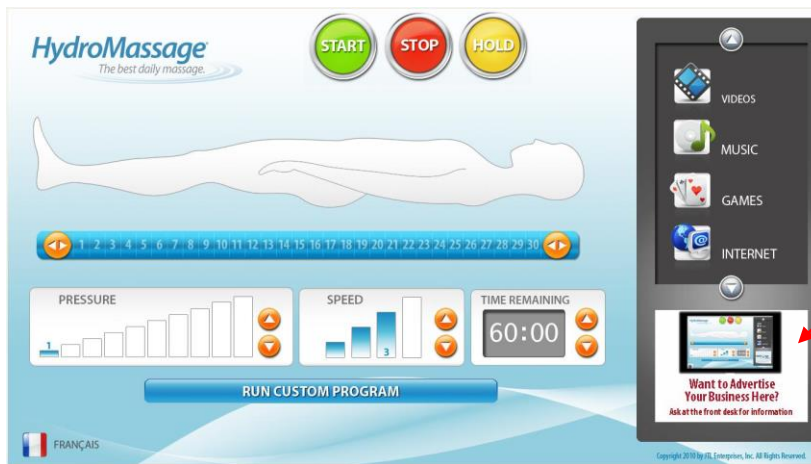 HydroMassage®
The best daily massage.
START STOP HOLD
1 2 3 4 5 6 7 8 9 10 11 12 13 14 15 16 17 18 19 20 21 22 23 24 25 26 27 28 29 30
PRESSURE
1
SPEED
3
TIME REMAINING
60:00
RUN CUSTOM PROGRAM
FRANÇAIS
VIDEOS
MUSIC
GAMES
INTERNET
HydroMassage
Want to Advertise
Your Business Here?
Ask at the front desk for information
Copyright 2010 by JTL Enterprises, Inc. All Rights Reserved.